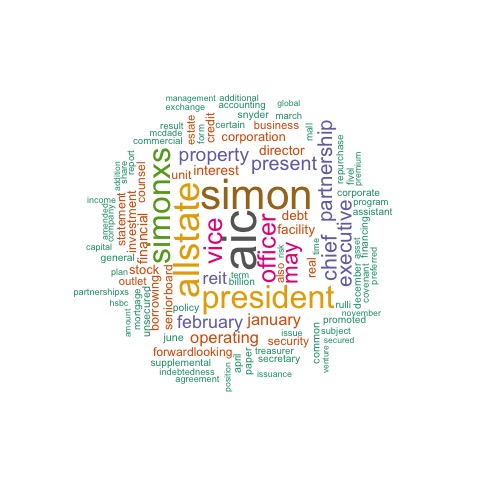 management additional
exchange accounting global
result mcdade form certain snyder march
commercial estate credit business mall
corporation
property director present
report share addition unit interest
simonxs counsel
partnership repurchase fivel premium
income statement investment financial
allstate simon
corporate program assistant
amended company
vice aic officer may debt facility
chief executive
capital general
also risk real time
december asset covenant financing preferred
plan outlet stock borrowing seniorboard
reit term billion
policy president
partnershipxs hsbc
amount mortgage unsecured
rulli november
february january promoted
june operating issue security subject secured
forwardlooking april paper treasurer secretary common venture
supplemental
indebtedness
agreement position issuance